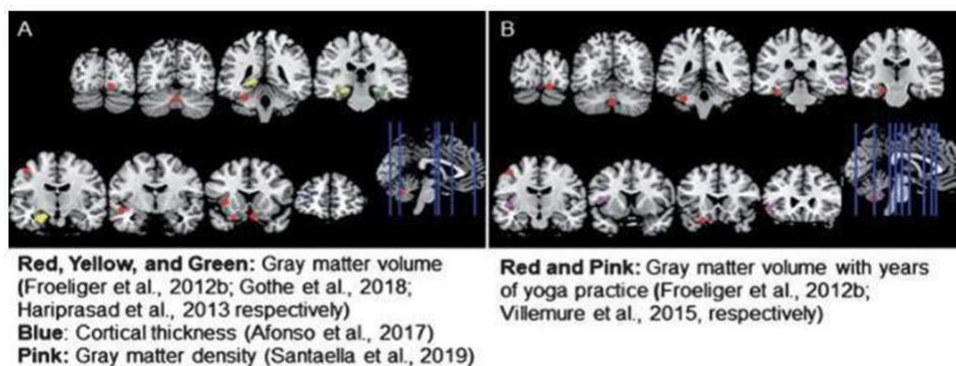 A
B
Red, Yellow, and Green: Gray matter volume
(Froeliger et al., 2012b; Gothe et al., 2018;
Hariprasad et al., 2013 respectively)
Blue: Cortical thickness (Afonso et al., 2017)
Pink: Gray matter density (Santaella et al., 2019)
Red and Pink: Gray matter volume with years
of yoga practice (Froeliger et al., 2012b;
Villemure et al., 2015, respectively)